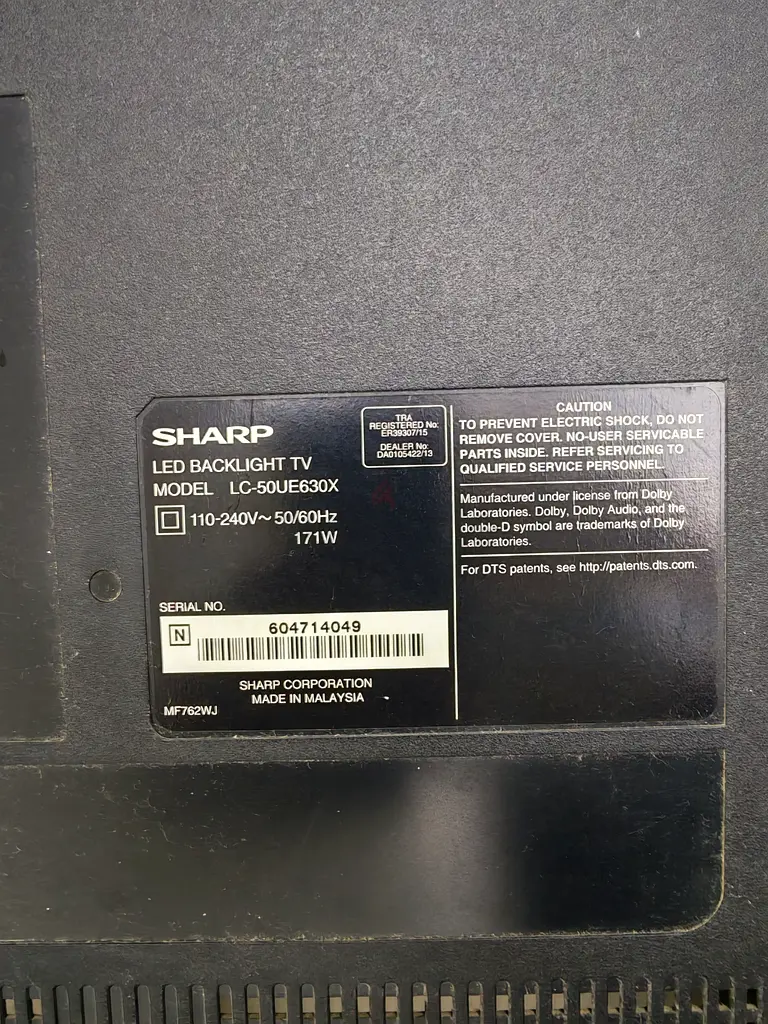 SHARP
LED BACKLIGHT TV
MODEL LC-50UE630X
110-240V~ 50/60Hz
171W
TRA
REGISTERED No:
ER39307/15
DEALER No:
DA0105422/13
SERIAL NO.
N
604714049
SHARP CORPORATION
MADE IN MALAYSIA
MF762WJ
CAUTION
TO PREVENT ELECTRIC SHOCK, DO NOT
REMOVE COVER. NO-USER SERVICABLE
PARTS INSIDE. REFER SERVICING TO
QUALIFIED SERVICE PERSONNEL.
Manufactured under license from Dolby
Laboratories. Dolby, Dolby Audio, and the
double-D symbol are trademarks of Dolby
Laboratories.
For DTS patents, see http://patents.dts.com.